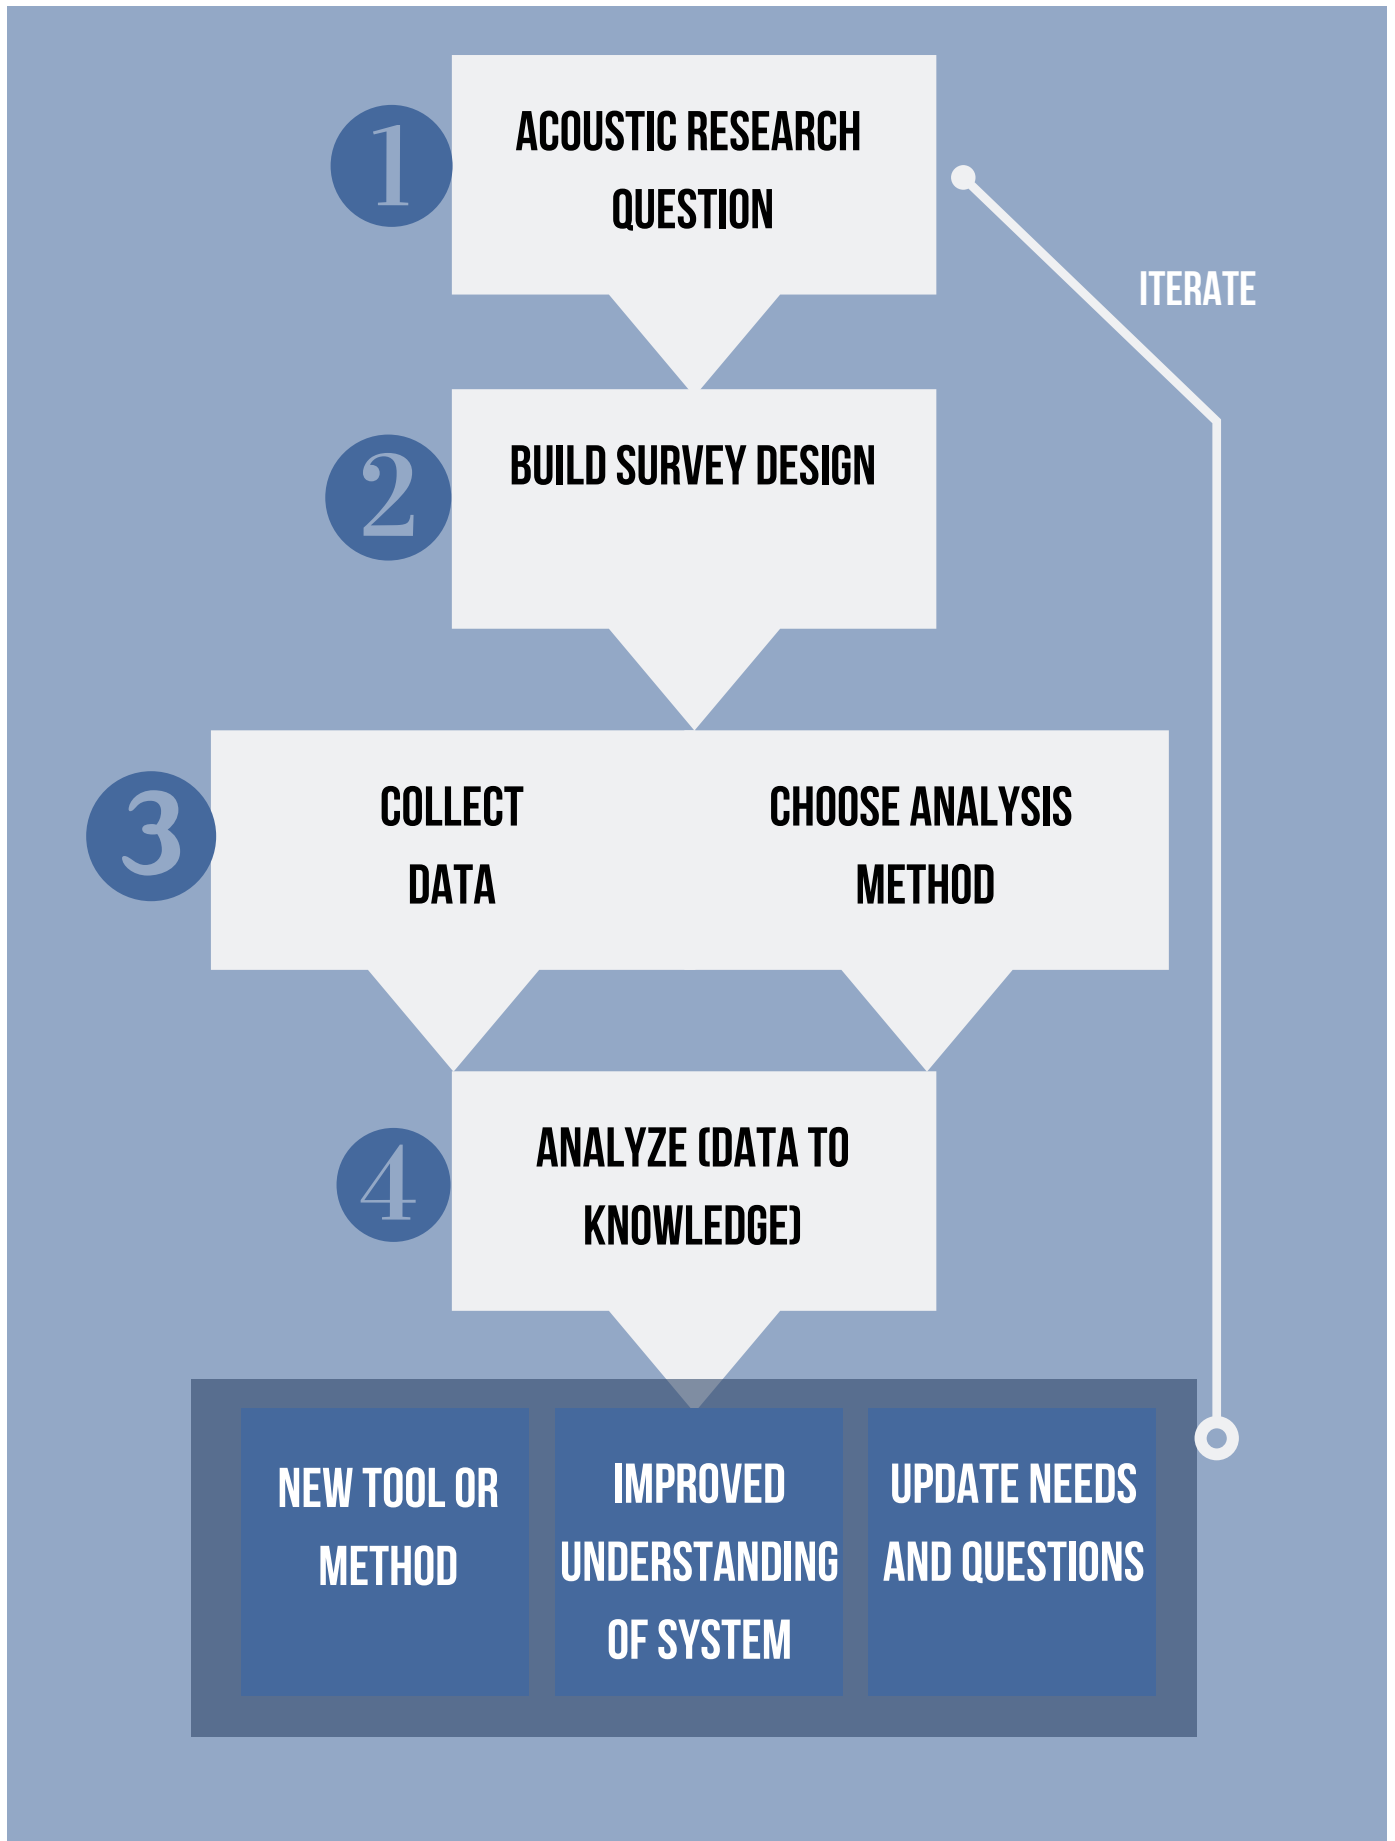 1
ACOUSTIC RESEARCH
QUESTION
ITERATE
2
BUILD SURVEY DESIGN
3
COLLECT
DATA
CHOOSE ANALYSIS
METHOD
4
ANALYZE (DATA TO
KNOWLEDGE)
NEW TOOL OR
METHOD
IMPROVED
UNDERSTANDING
OF SYSTEM
UPDATE NEEDS
AND QUESTIONS